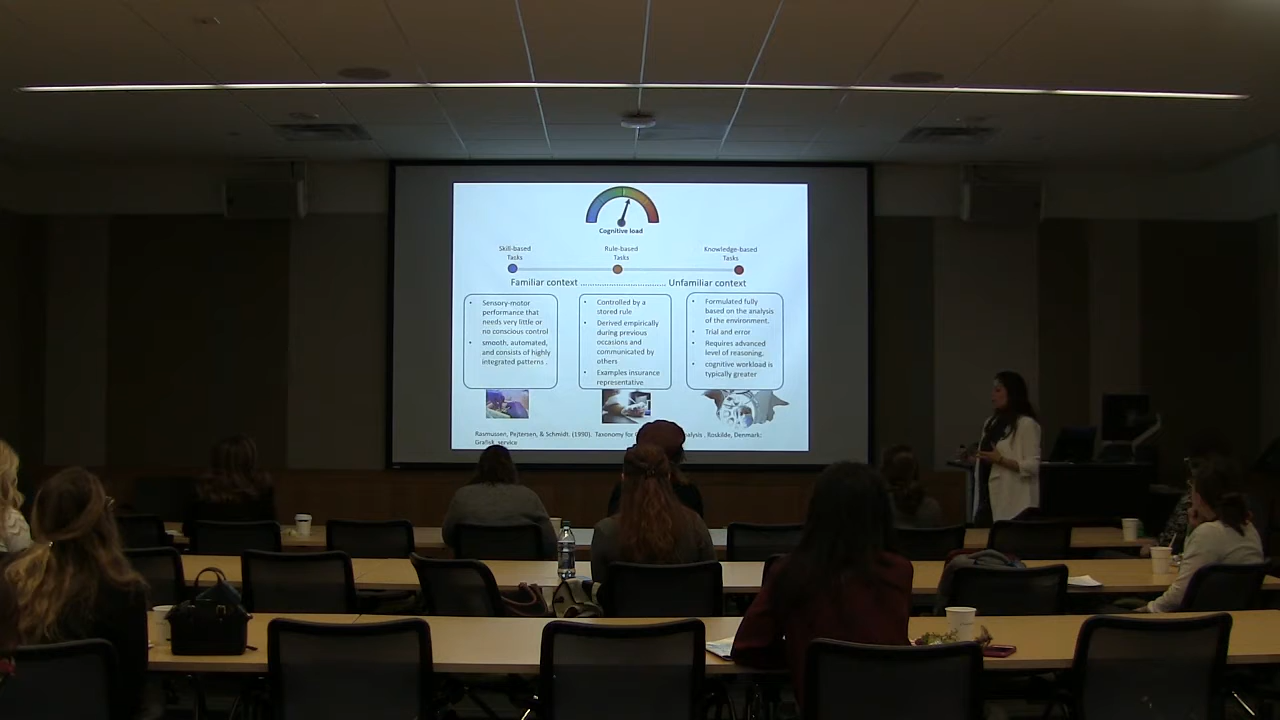 Cognitive load
Skill-based
Tasks
Rule-based
Tasks
Knowledge-based
Tasks
Familiar context ................................. Unfamiliar context
• Sensory-motor
performance that
needs very little or
no conscious control
• smooth, automated,
and consists of highly
integrated patterns .
• Controlled by a
stored rule
• Derived empirically
during previous
occasions and
communicated by
others
• Examples insurance
representative
• Formulated fully
based on the analysis
of the environment.
• Trial and error
• Requires advanced
level of reasoning.
• cognitive workload is
typically greater
Rasmussen, Pejtersen, & Schmidt. (1990). Taxonomy for analysis . Roskilde, Denmark:
Grafisk service